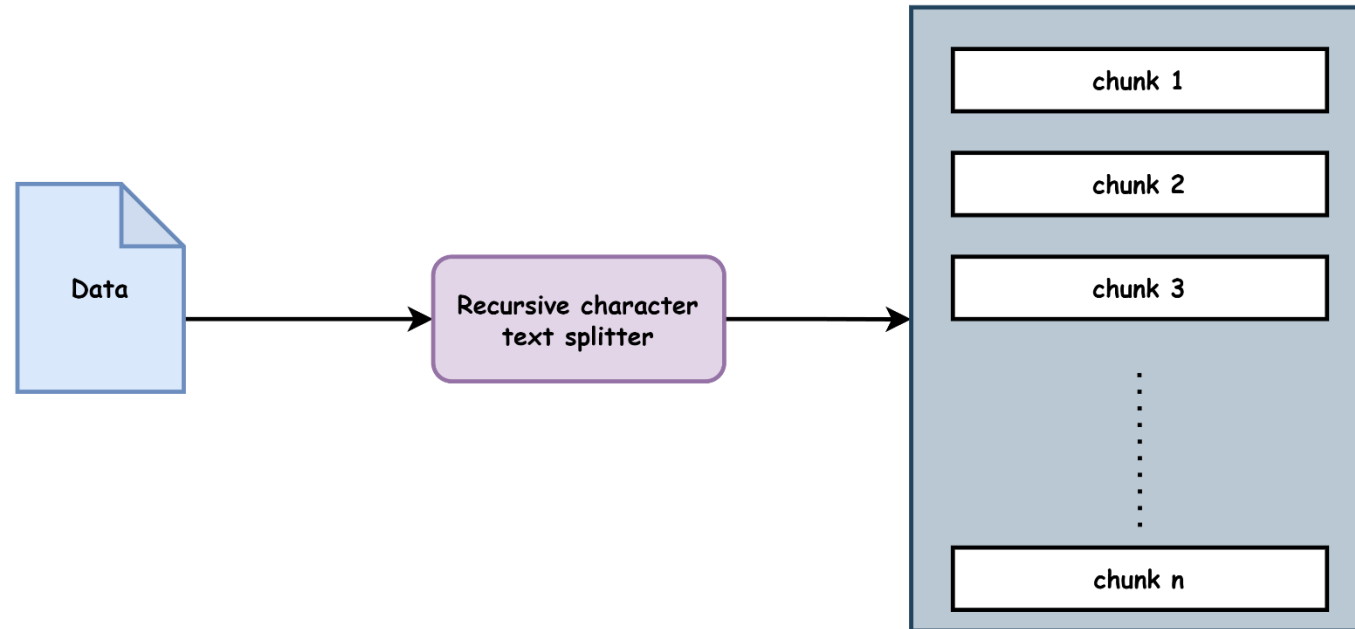 Data
Recursive character
text splitter
chunk 1
chunk 2
chunk 3
chunk n